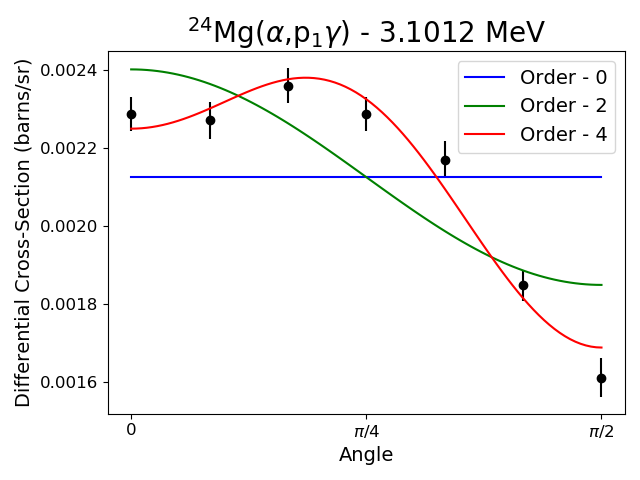 ²⁴Mg(α,p₁γ) - 3.1012 MeV
Differential Cross-Section (barns/sr)
0.0024
0.0022
0.0020
0.0018
0.0016
Order - 0
Order - 2
Order - 4
0
π/4
π/2
Angle